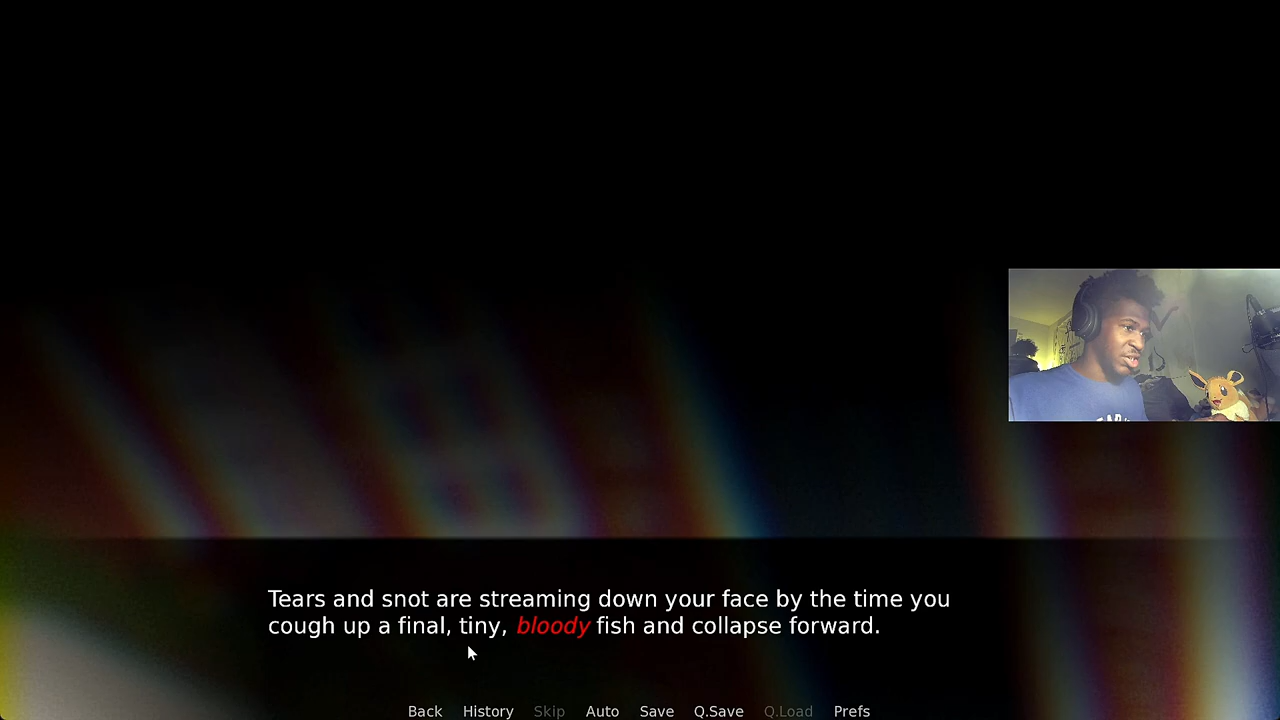 Tears and snot are streaming down your face by the time you
cough up a final, tiny, bloody fish and collapse forward.
Back History Skip Auto Save Q.Save Q.Load Prefs